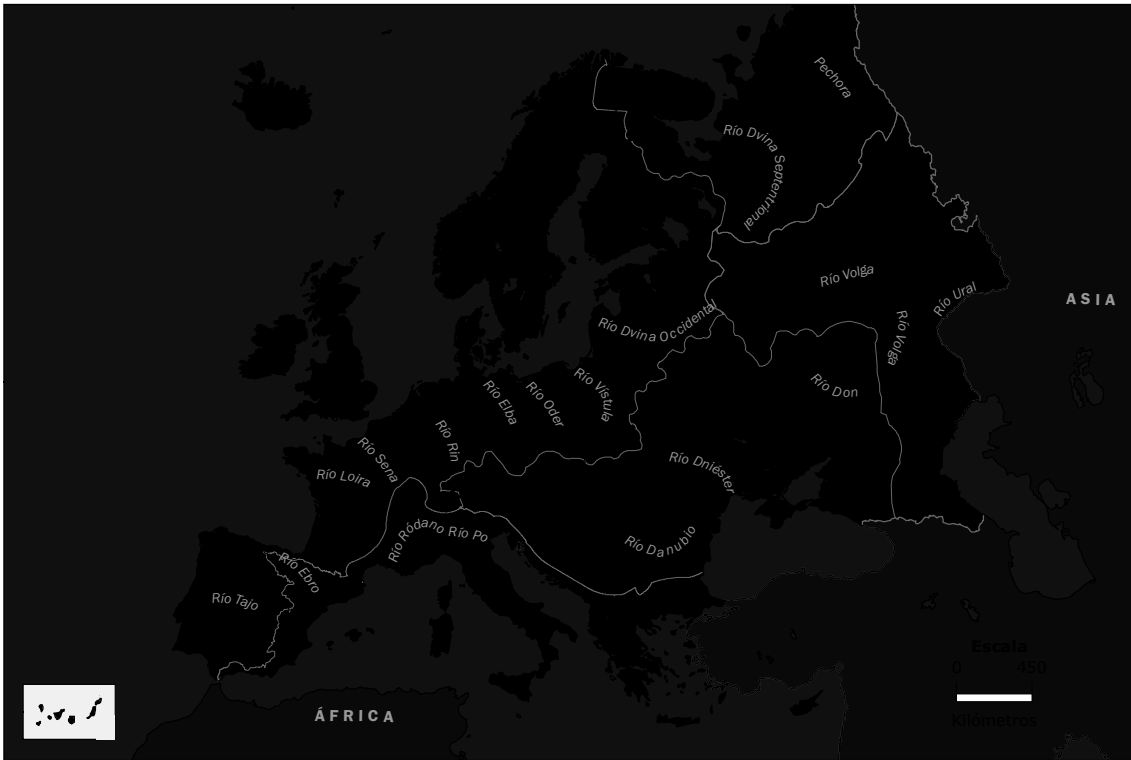 Pechora
Río Dvina Septentrional
Río Volga
Río Ural
ASIA
Río Dvina Occidental
Río Volga
Río Vístula
Río Elba
Río Oder
Río Don
Río Rin
Río Sena
Río Loira
Río Dniéster
Río Ródano
Río Po
Río Danubio
Río Ebro
Río Tajo
Escala
0 450
Kilómetros
ÁFRICA